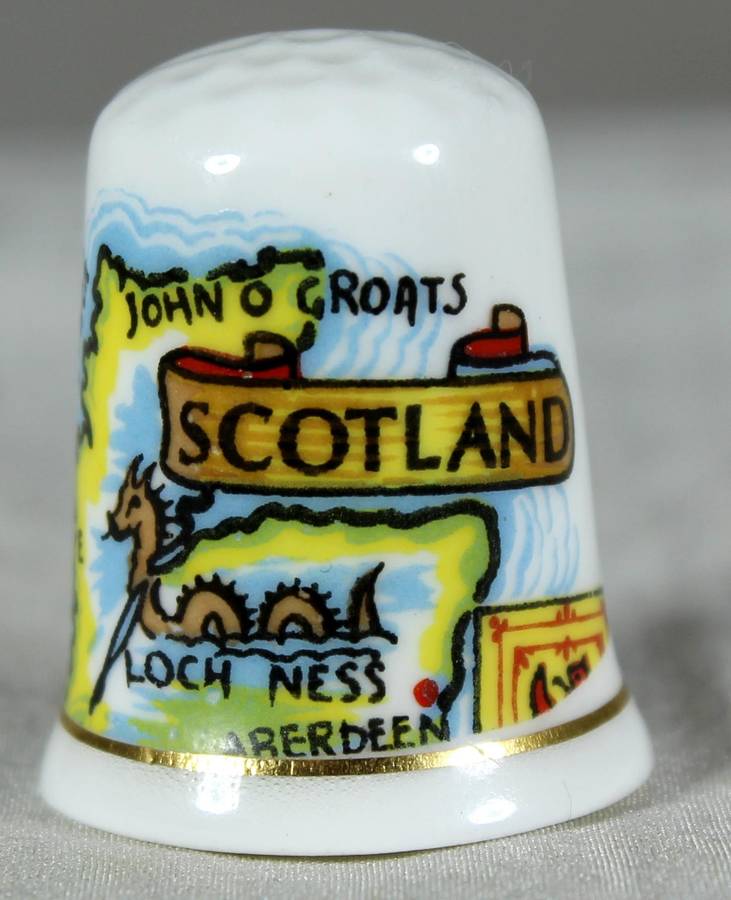 JOHN O GROATS
SCOTLAND
LOCH NESS
ABERDEEN